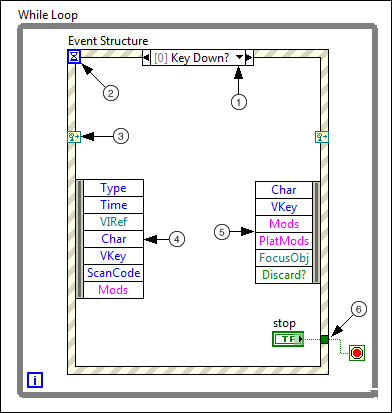 While Loop
Event Structure
[0] Key Down?
1
2
3
Type
Time
VIRef
Char
VKey
ScanCode
Mods
4
5
Char
VKey
Mods
PlatMods
FocusObj
Discard?
6
stop
TF
i